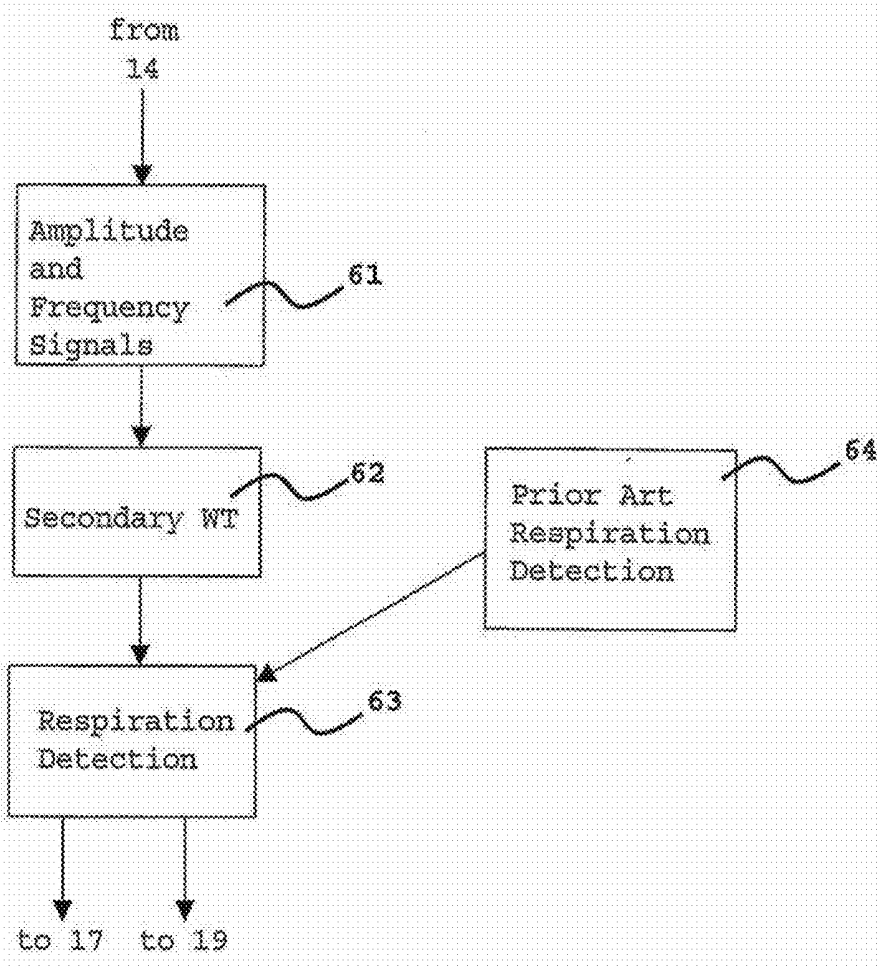 from
14
Amplitude
and
Frequency
Signals
61
Secondary WT
62
Prior Art
Respiration
Detection
64
Respiration
Detection
63
to 17 to 19